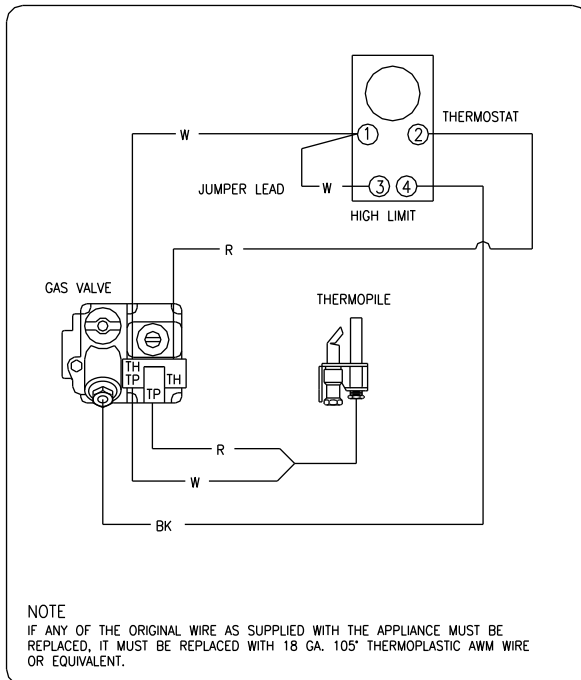 W
1
2
THERMOSTAT
JUMPER LEAD
W
3
4
HIGH LIMIT
R
GAS VALVE
THERMOPILE
TH
TP
TH
TP
R
W
BK
NOTE
IF ANY OF THE ORIGINAL WIRE AS SUPPLIED WITH THE APPLIANCE MUST BE
REPLACED, IT MUST BE REPLACED WITH 18 GA. 105° THERMOPLASTIC AWM WIRE
OR EQUIVALENT.